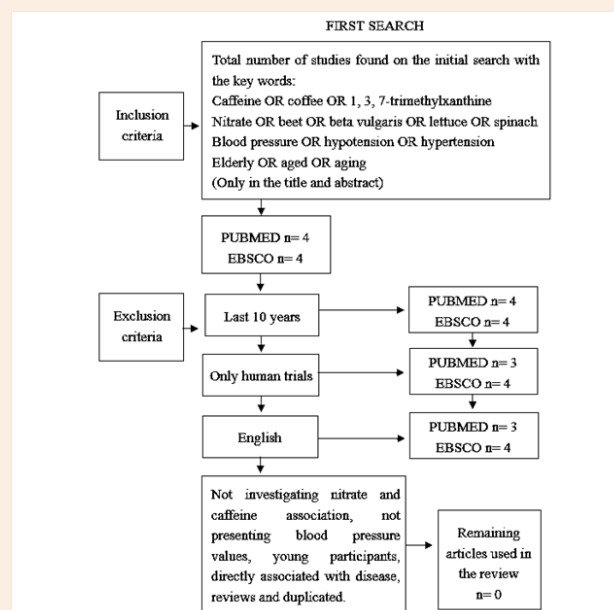 FIRST SEARCH
Total number of studies found on the initial search with
the key words:
Caffeine OR coffee OR 1, 3, 7-trimethylxanthine
Nitrate OR beet OR beta vulgaris OR lettuce OR spinach
Blood pressure OR hypotension OR hypertension
Elderly OR aged OR aging
(Only in the title and abstract)
Inclusion
criteria
PUBMED n= 4
EBSCO n= 4
Exclusion
criteria
Last 10 years
PUBMED n= 4
EBSCO n= 4
Only human trials
PUBMED n= 3
EBSCO n= 4
English
PUBMED n= 3
EBSCO n= 4
Not investigating nitrate and
caffeine association, not
presenting blood pressure
values, young participants,
directly associated with disease,
reviews and duplicated.
Remaining
articles used in
the review
n= 0